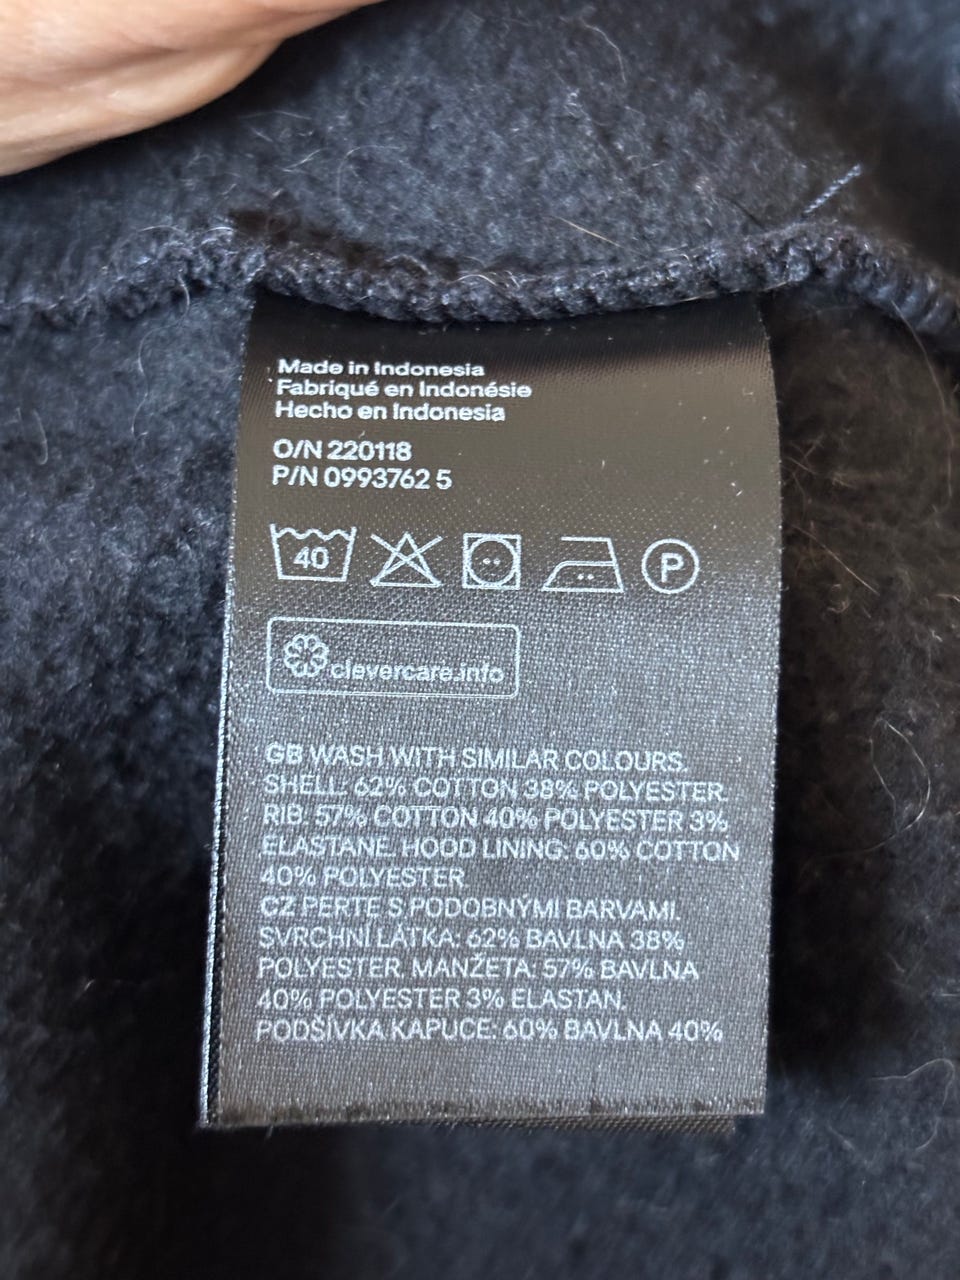 Made in Indonesia
Fabriqué en Indonésie
Hecho en Indonesia
O/N 220118
P/N 0993762 5
40 P
clevercare.info
GB WASH WITH SIMILAR COLOURS.
SHELL: 62% COTTON 38% POLYESTER.
RIB: 57% COTTON 40% POLYESTER 3%
ELASTANE. HOOD LINING: 60% COTTON
40% POLYESTER
CZ PERTE S PODOBNÝMI BARVAMI.
SVRCHNÍ LÁTKA: 62% BAVLNA 38%
POLYESTER. MANŽETA: 57% BAVLNA
40% POLYESTER 3% ELASTAN.
PODŠÍVKA KAPUCE: 60% BAVLNA 40%